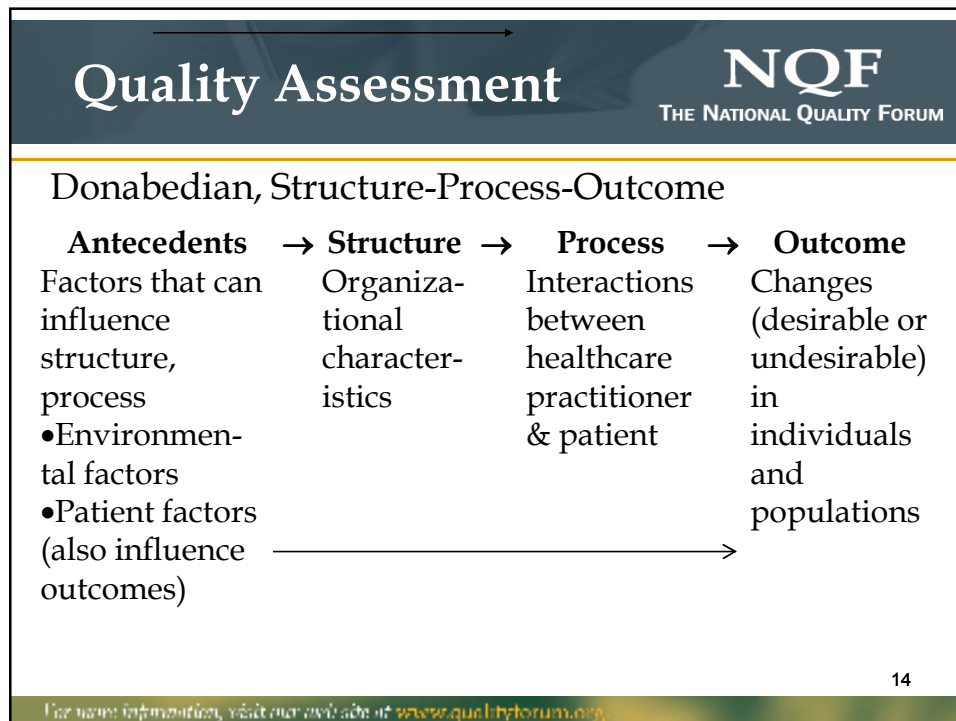 Quality Assessment
NQF
THE NATIONAL QUALITY FORUM
Donabedian, Structure-Process-Outcome
Antecedents → Structure → Process → Outcome
Factors that can
influence
structure,
process
•Environmen-
tal factors
•Patient factors
(also influence
outcomes)
Organiza-
tional
character-
istics
Interactions
between
healthcare
practitioner
& patient
Changes
(desirable or
undesirable)
in
individuals
and
populations
14
For more information, visit our web site at www.qualityforum.org.